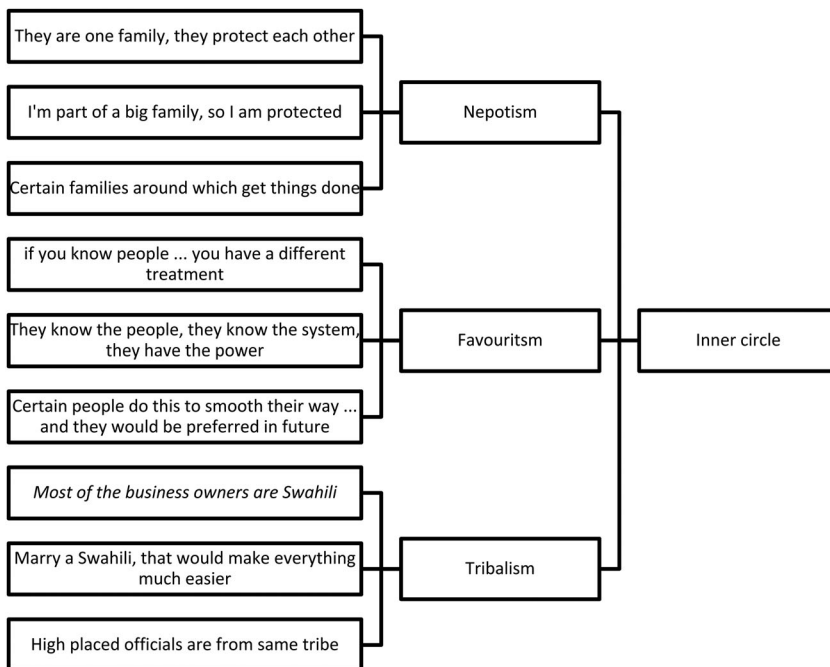 They are one family, they protect each other
I'm part of a big family, so I am protected
Nepotism
Certain families around which get things done
if you know people ... you have a different
treatment
They know the people, they know the system,
they have the power
Favouritsm
Inner circle
Certain people do this to smooth their way ...
and they would be preferred in future
Most of the business owners are Swahili
Marry a Swahili, that would make everything
much easier
Tribalism
High placed officials are from same tribe